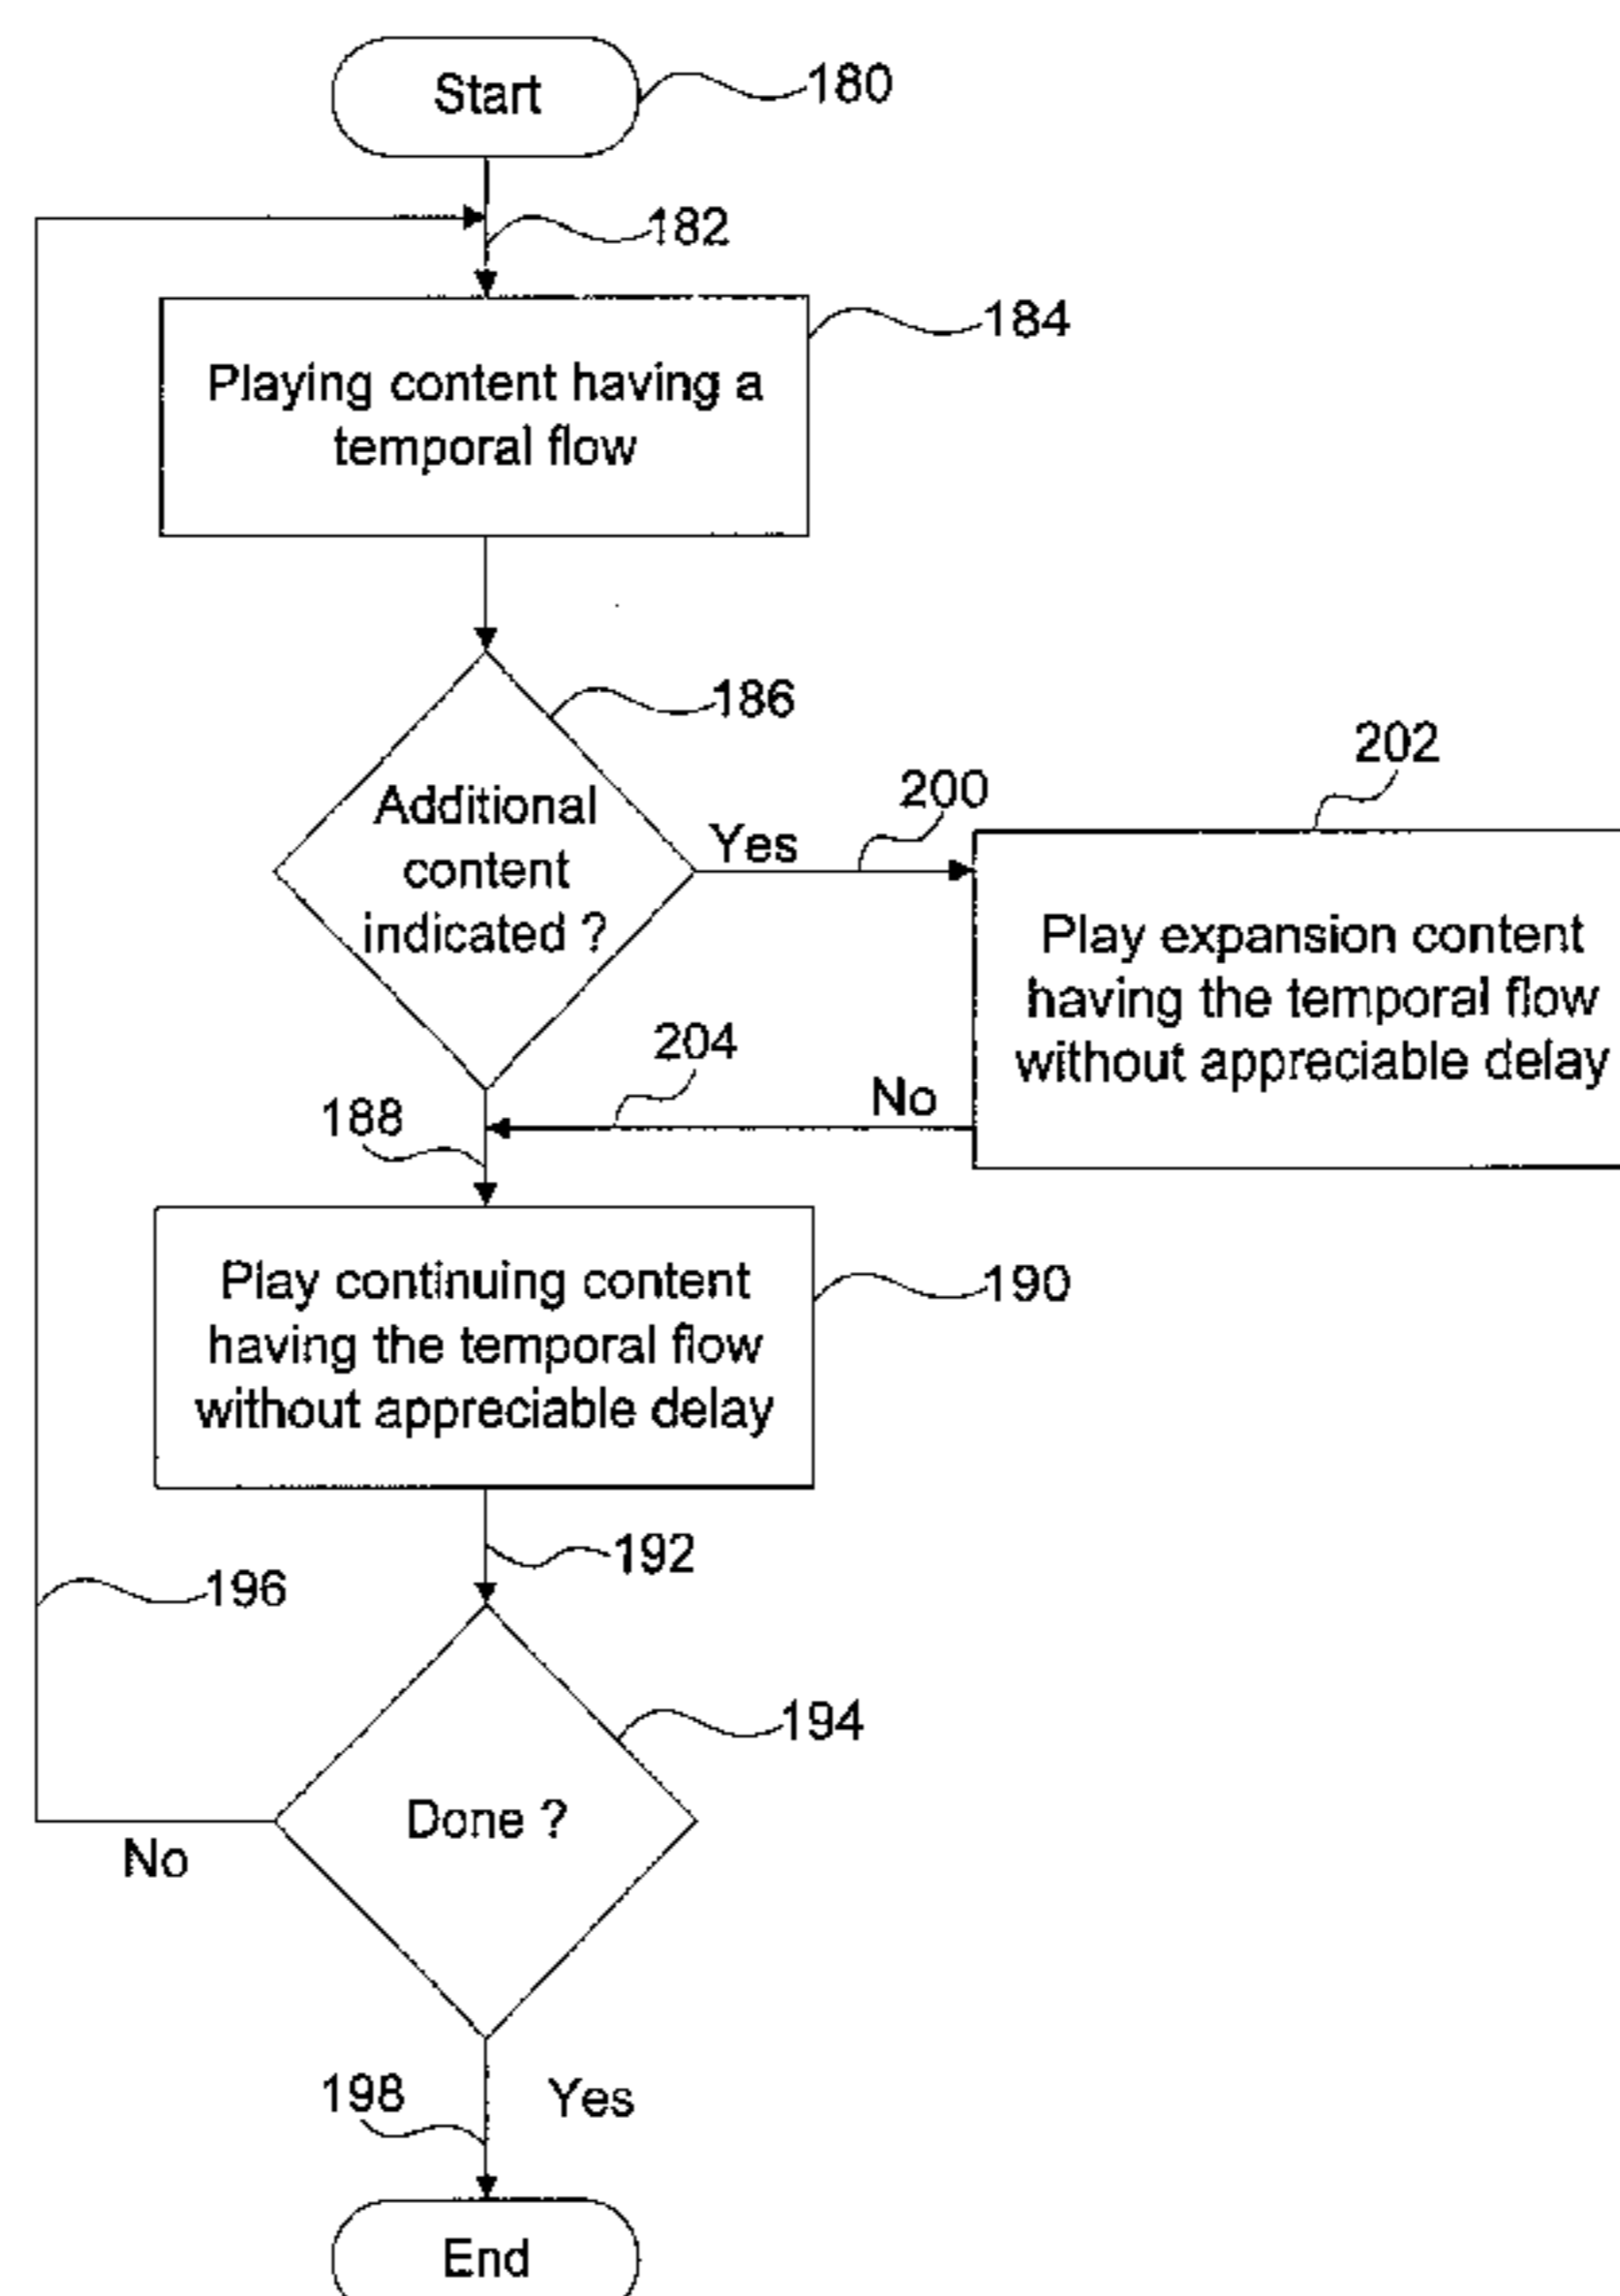 Start
180
182
184
Playing content having a
temporal flow
186
Additional
content
indicated ?
Yes
200
202
Play expansion content
having the temporal flow
without appreciable delay
204
No
188
Play continuing content
having the temporal flow
without appreciable delay
190
192
196
194
Done ?
No
198
Yes
End